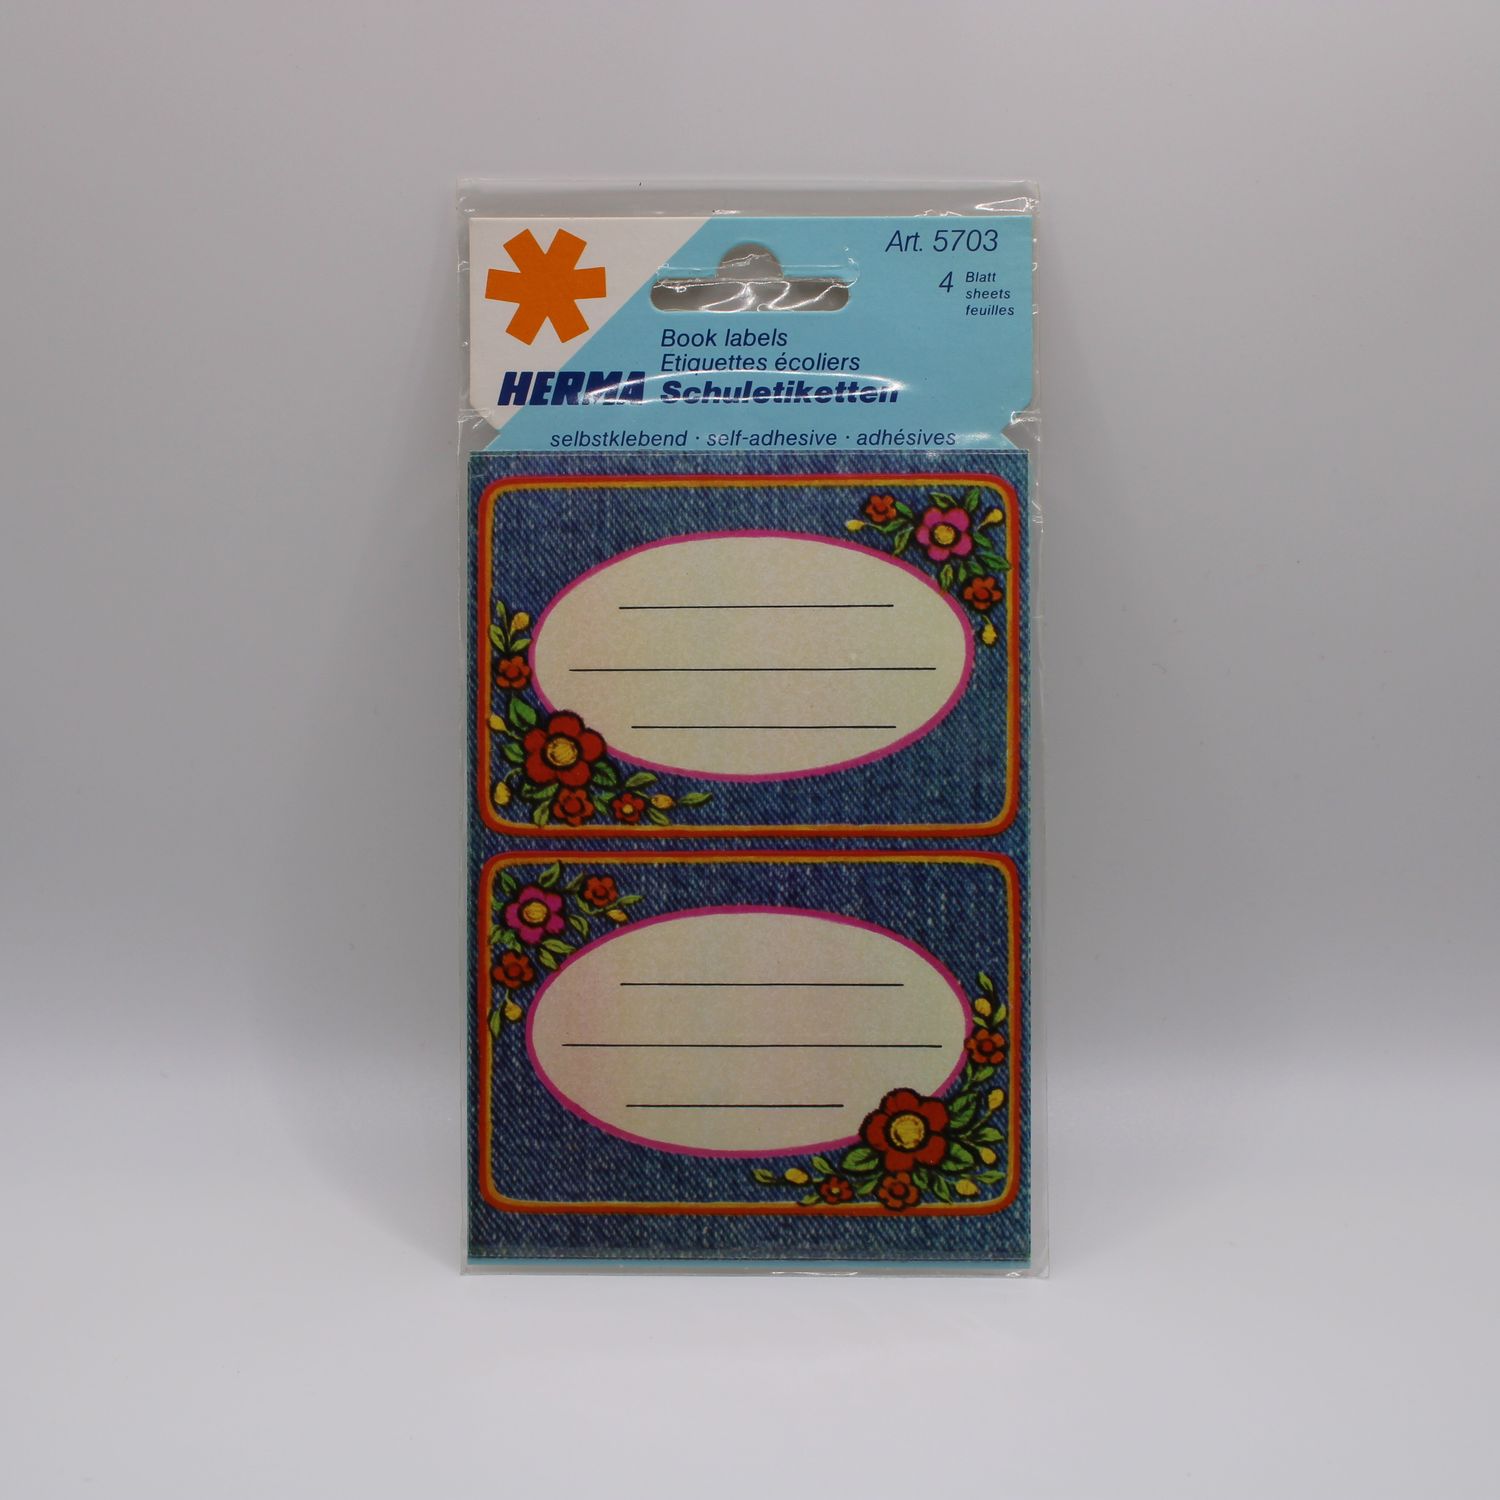 Art. 5703
4 Blatt
sheets
feuilles
Book labels
Etiquettes écoliers
HERMA Schuletiketten
selbstklebend · self-adhesive · adhésives